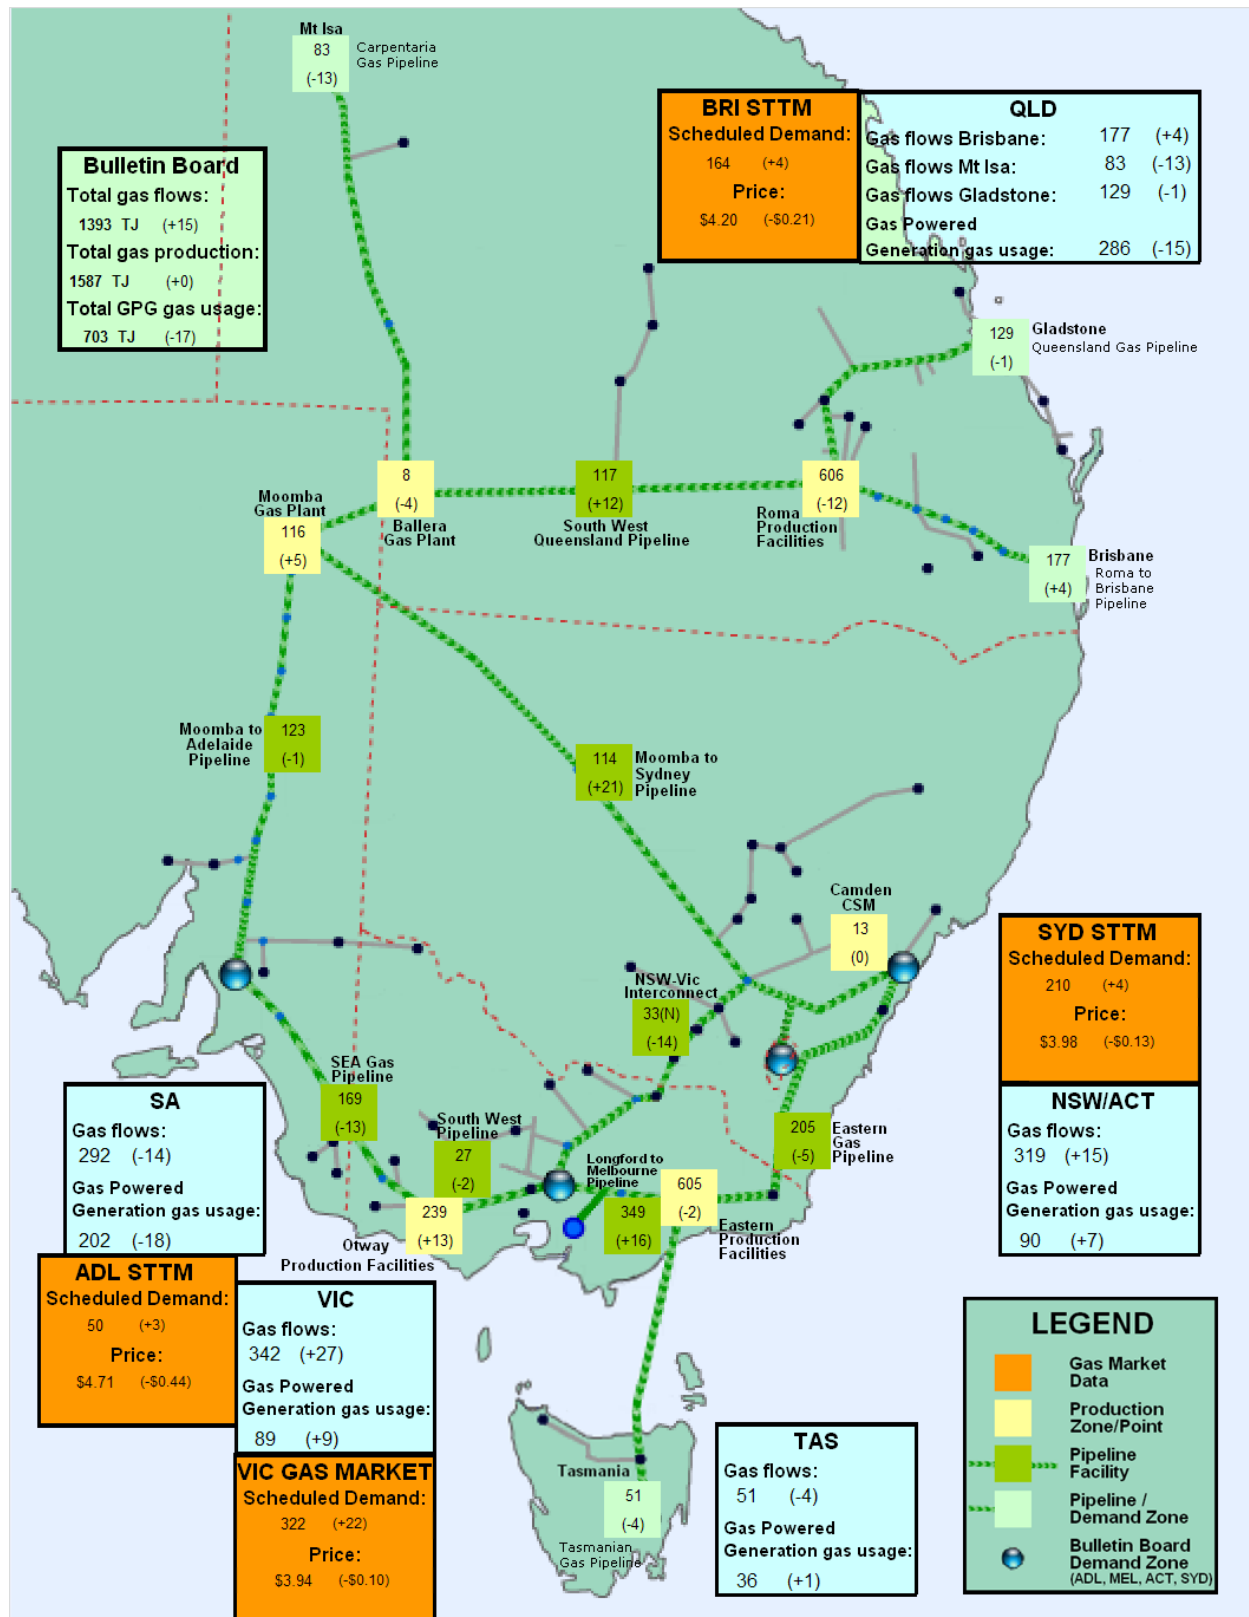 Mt Isa
83
(-13)
Carpentaria
Gas Pipeline
Bulletin Board
Total gas flows:
1393 TJ (+15)
Total gas production:
1587 TJ (+0)
Total GPG gas usage:
703 TJ (-17)
BRI STTM
Scheduled Demand:
164 (+4)
Price:
$4.20 (-$0.21)
QLD
Gas flows Brisbane: 177 (+4)
Gas flows Mt Isa: 83 (-13)
Gas flows Gladstone: 129 (-1)
Gas Powered
Generation gas usage: 286 (-15)
129
(-1)
Gladstone
Queensland Gas Pipeline
8
(-4)
Ballera
Gas Plant
117
(+12)
South West
Queensland Pipeline
606
(-12)
Roma
Production
Facilities
Moomba
Gas Plant
116
(+5)
177
(+4)
Brisbane
Roma to
Brisbane
Pipeline
Moomba to
Adelaide
Pipeline
123
(-1)
114
(+21)
Moomba to
Sydney
Pipeline
Camden
CSM
13
(0)
SYD STTM
Scheduled Demand:
210 (+4)
Price:
$3.98 (-$0.13)
NSW-Vic
Interconnect
33(N)
(-14)
SEA Gas
Pipeline
169
(-13)
South West
Pipeline
27
(-2)
Longford to
Melbourne
Pipeline
349
(+16)
605
(-2)
Eastern
Production
Facilities
205
(-5)
Eastern
Gas
Pipeline
NSW/ACT
Gas flows:
319 (+15)
Gas Powered
Generation gas usage:
90 (+7)
SA
Gas flows:
292 (-14)
Gas Powered
Generation gas usage:
202 (-18)
239
(+13)
Otway
Production Facilities
ADL STTM
Scheduled Demand:
50 (+3)
Price:
$4.71 (-$0.44)
VIC
Gas flows:
342 (+27)
Gas Powered
Generation gas usage:
89 (+9)
VIC GAS MARKET
Scheduled Demand:
322 (+22)
Price:
$3.94 (-$0.10)
Tasmania
51
(-4)
Tasmanian
Gas Pipeline
TAS
Gas flows:
51 (-4)
Gas Powered
Generation gas usage:
36 (+1)
LEGEND
Gas Market
Data
Production
Zone/Point
Pipeline
Facility
Pipeline /
Demand Zone
Bulletin Board
Demand Zone
(ADL, MEL, ACT, SYD)